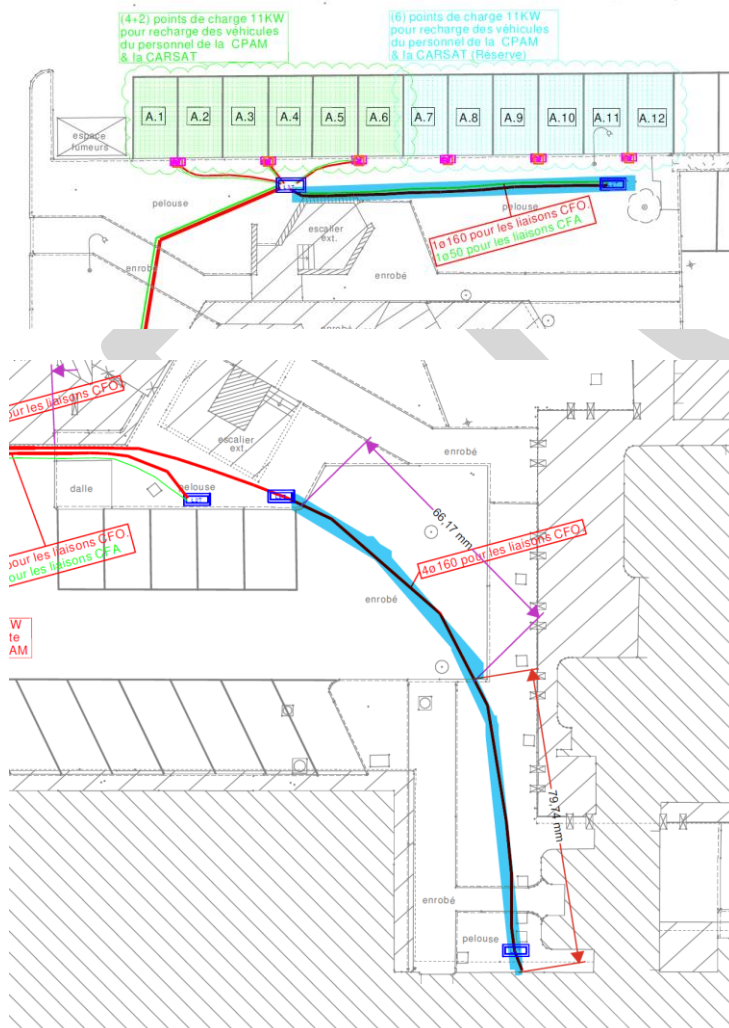 (4+2) points de charge 11KW
pour recharge des véhicules
du personnel de la CPAM
& la CARSAT
(6) points de charge 11KW
pour recharge des véhicules
du personnel de la CPAM
& la CARSAT (Réserve)
A.1
A.2
A.3
A.4
A.5
A.6
A.7
A.8
A.9
A.10
A.11
A.12
espace
fumeurs
pelouse
pelouse
escalier
ext.
1ø160 pour les liaisons CFO
1ø50 pour les liaisons CFA
enrobé
enrobé
enrobé
our les liaisons CFO.
escalier
ext.
enrobé
dalle
pelouse
66,17 mm
4ø160 pour les liaisons CFO.
pour les liaisons CFO.
our les liaisons CFA
enrobé
W
te
AM
79,74 mm
enrobé
pelouse